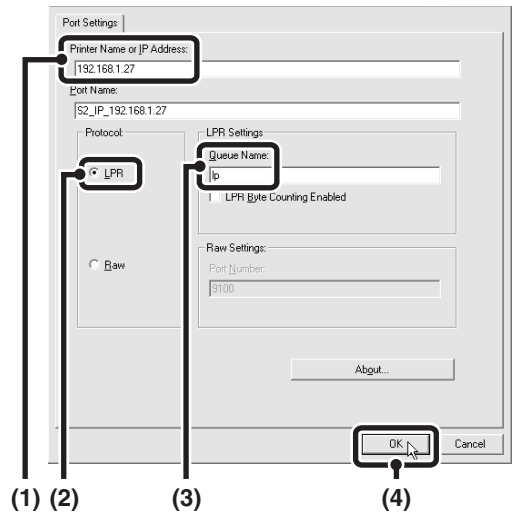 Port Settings
Printer Name or IP Address:
192.168.1.27
Port Name:
S2_IP_192.168.1.27
Protocol:
LPR
Raw
LPR Settings
Queue Name:
lp
LPR Byte Counting Enabled
Raw Settings:
Port Number:
9100
About...
OK
Cancel
(1) (2) (3) (4)